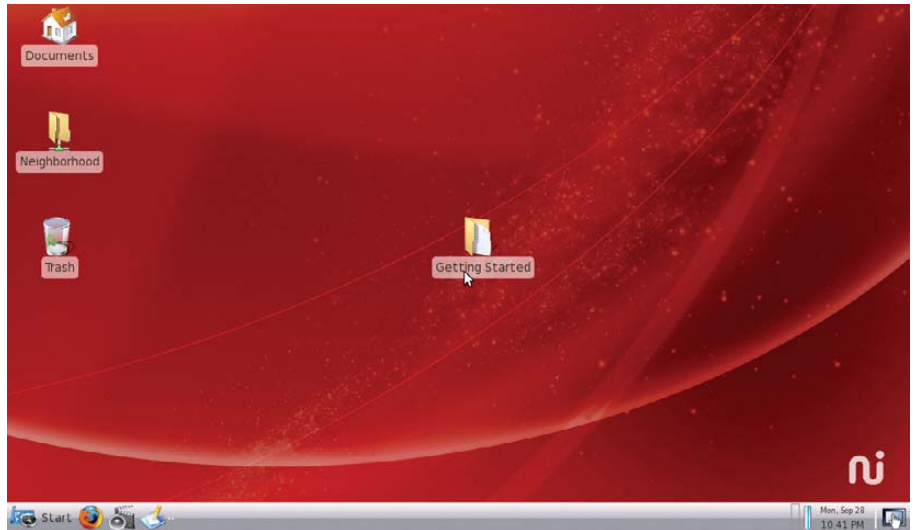 Documents
Neighborhood
Trash
Getting Started
Start
Mon, Sep 28
10:41 PM